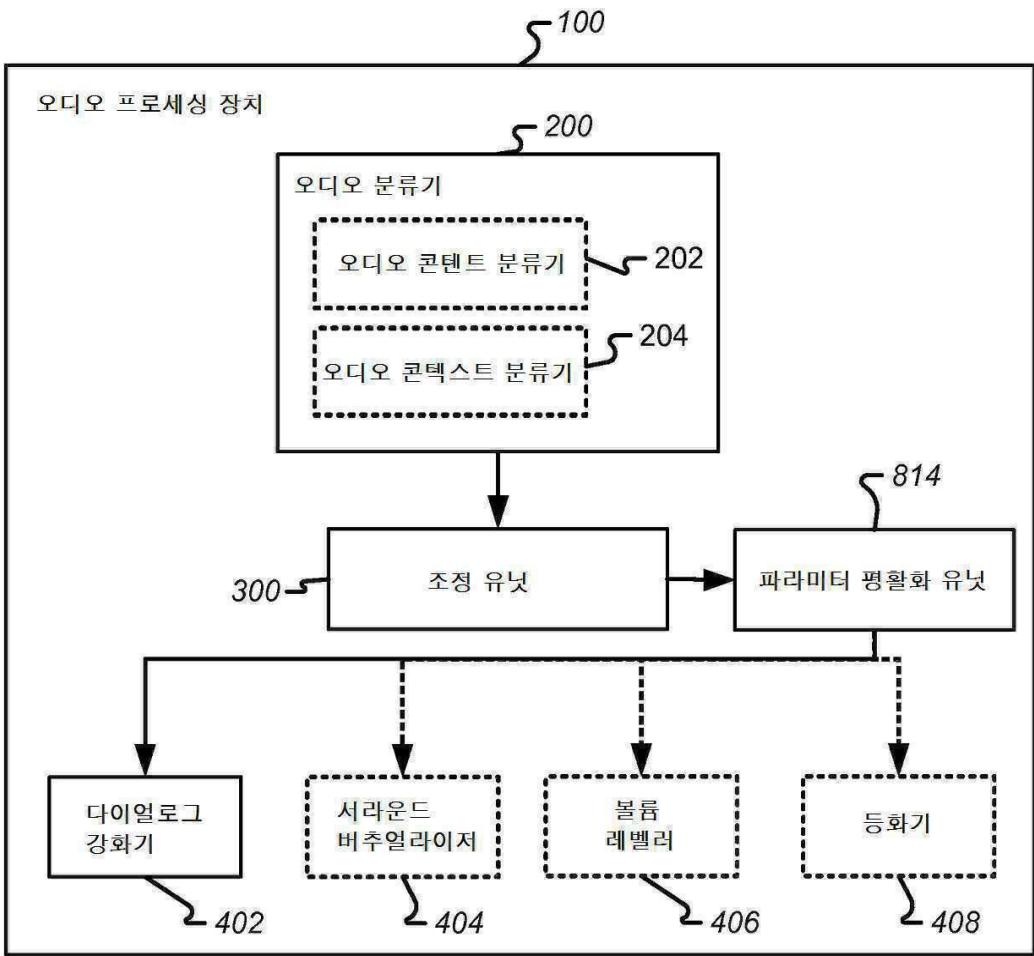 100
오디오 프로세싱 장치
200
오디오 분류기
오디오 콘텐트 분류기
202
204
오디오 콘텍스트 분류기
814
300
조정 유닛
파라미터 평활화 유닛
다이얼로그
강화기
서라운드
버추얼라이저
볼륨
레벨러
등화기
402
404
406
408